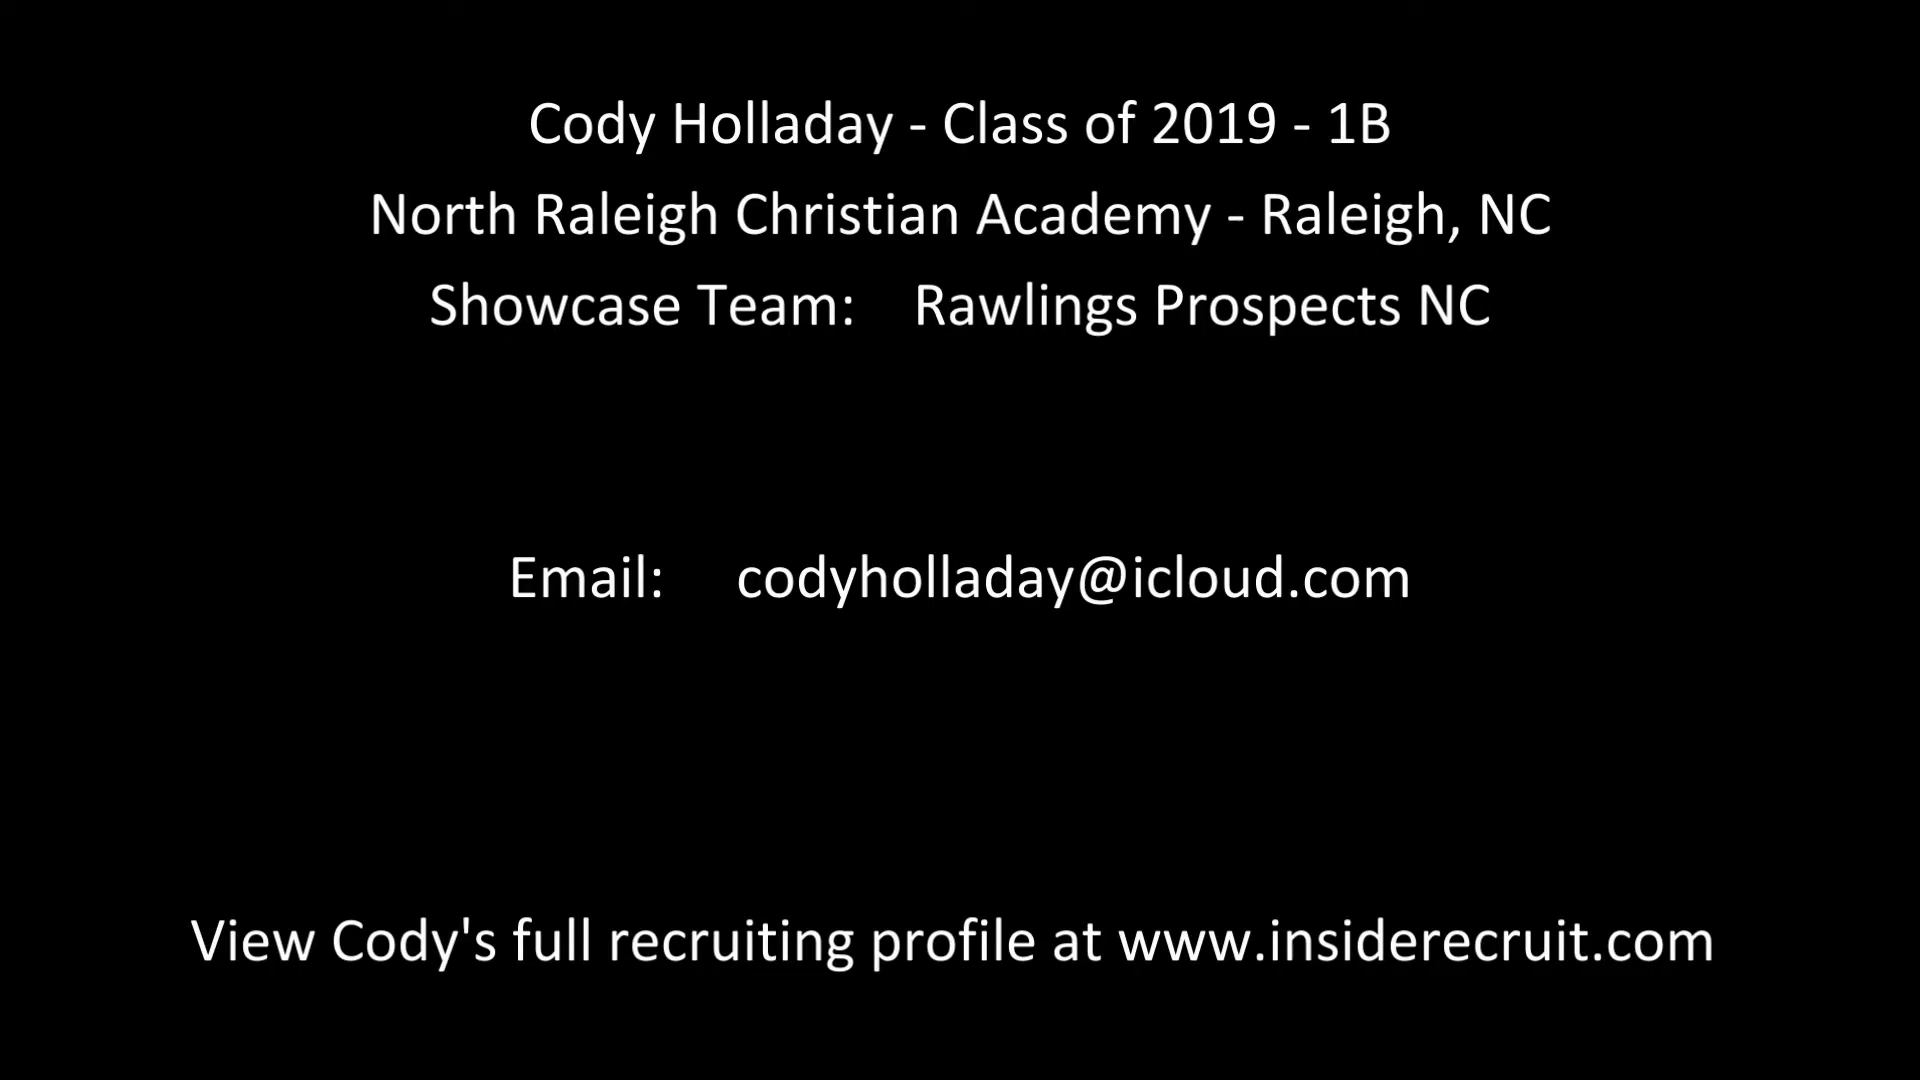 Cody Holladay - Class of 2019 - 1B
North Raleigh Christian Academy - Raleigh, NC
Showcase Team: Rawlings Prospects NC
Email: codyholladay@icloud.com
View Cody's full recruiting profile at www.insiderecruit.com